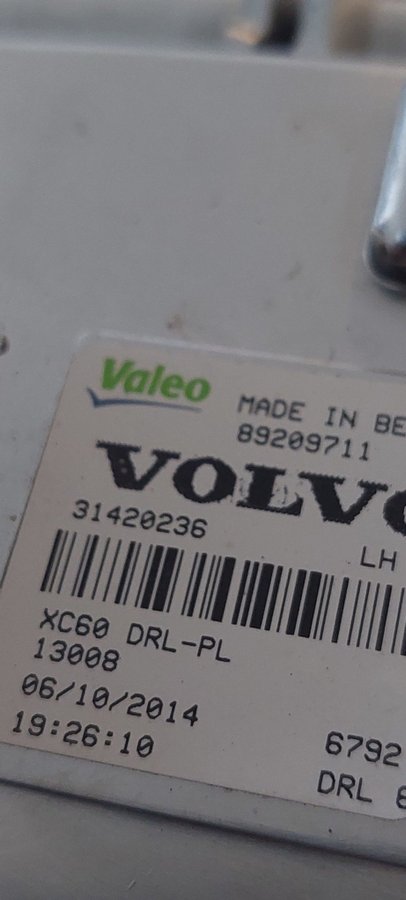 Valeo
MADE IN BE
89209711
VOLVO
31420236
LH
XC60 DRL-PL
13008
06/10/2014
19:26:10
6792
DRL